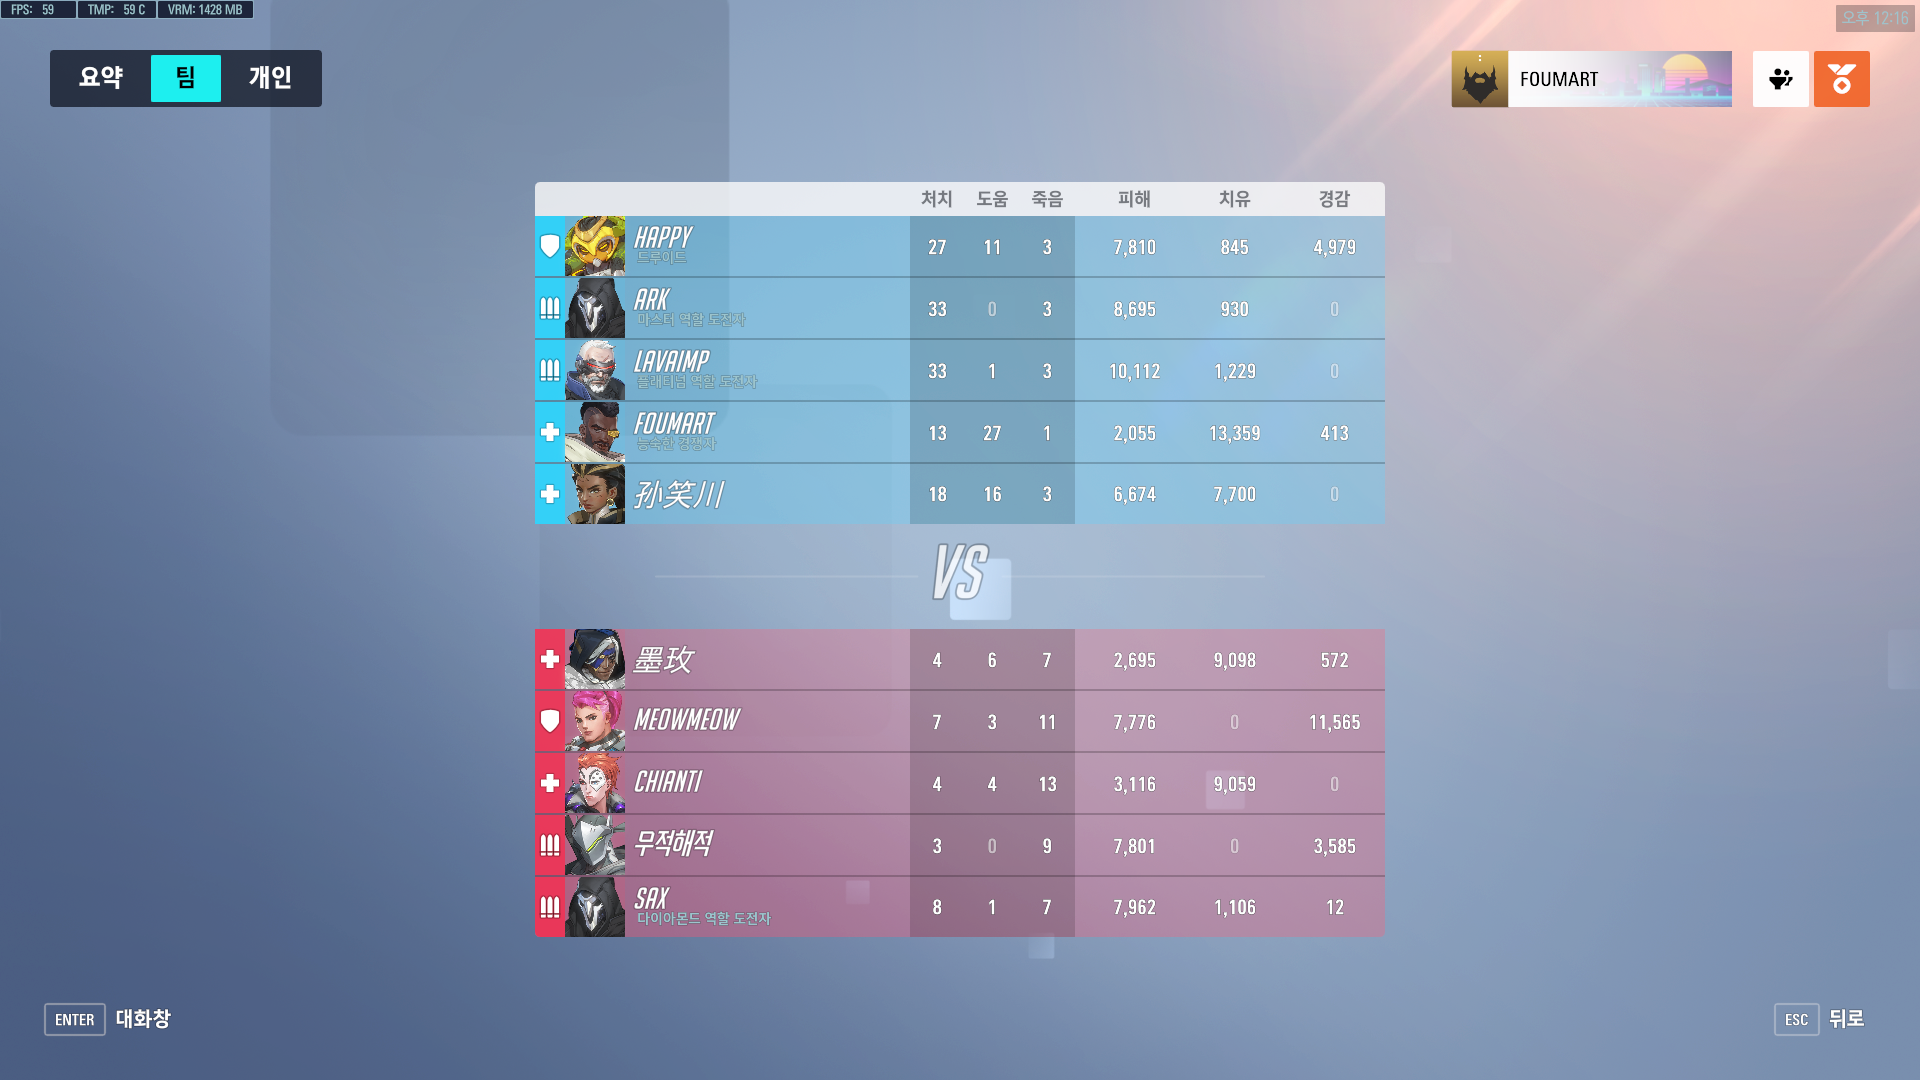 FPS: 59 TMP: 59 C VRM: 1428 MB
오후 12:16
요약 팀 개인
FOUMART
처치 도움 죽음 피해 치유 경감
HAPPY 27 11 3 7,810 845 4,979
드루이드
ARK 33 0 3 8,695 930 0
마스터 역할 도전자
LAVAIMP 33 1 3 10,112 1,229 0
플래티넘 역할 도전자
FOUMART 13 27 1 2,055 13,359 413
능숙한 경쟁자
孙笑川 18 16 3 6,674 7,700 0
VS
墨玫 4 6 7 2,695 9,098 572
MEOWMEOW 7 3 11 7,776 0 11,565
CHIANTI 4 4 13 3,116 9,059 0
무적해적 3 0 9 7,801 0 3,585
SAX 8 1 7 7,962 1,106 12
다이아몬드 역할 도전자
ENTER 대화창
ESC 뒤로